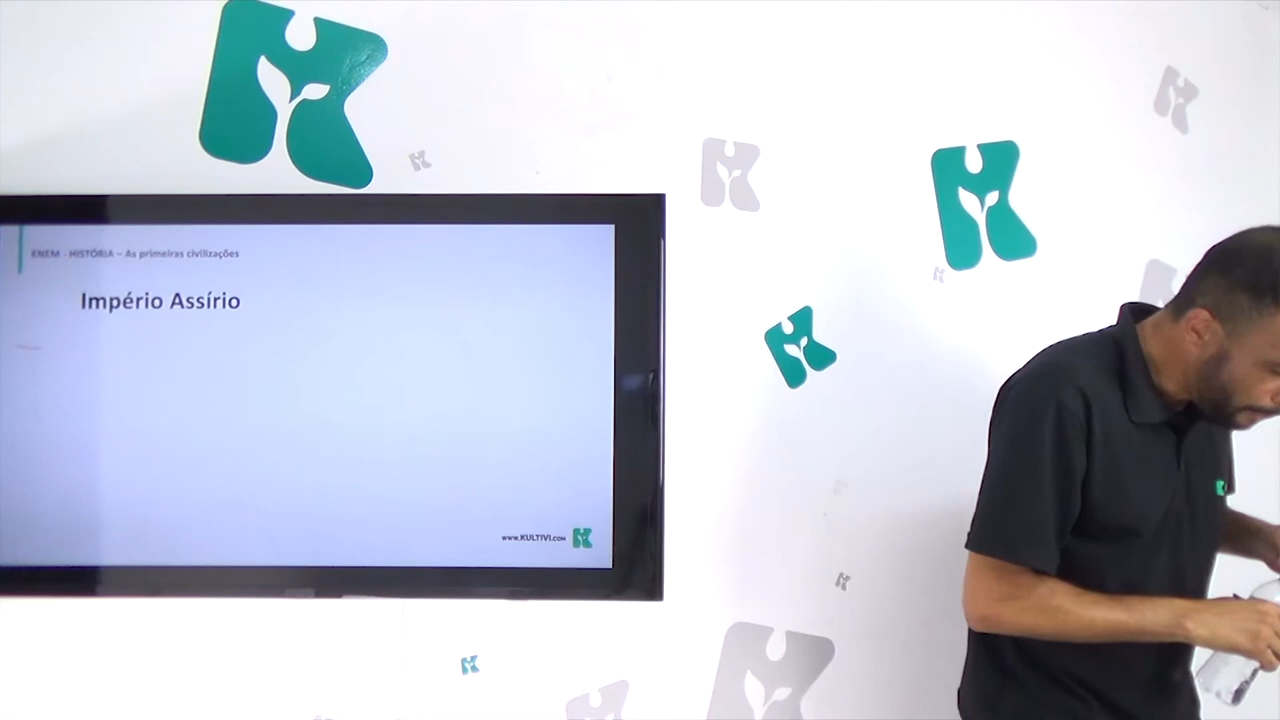 ENEM - HISTÓRIA – As primeiras civilizações
Império Assírio
www.KULTIVI.COM